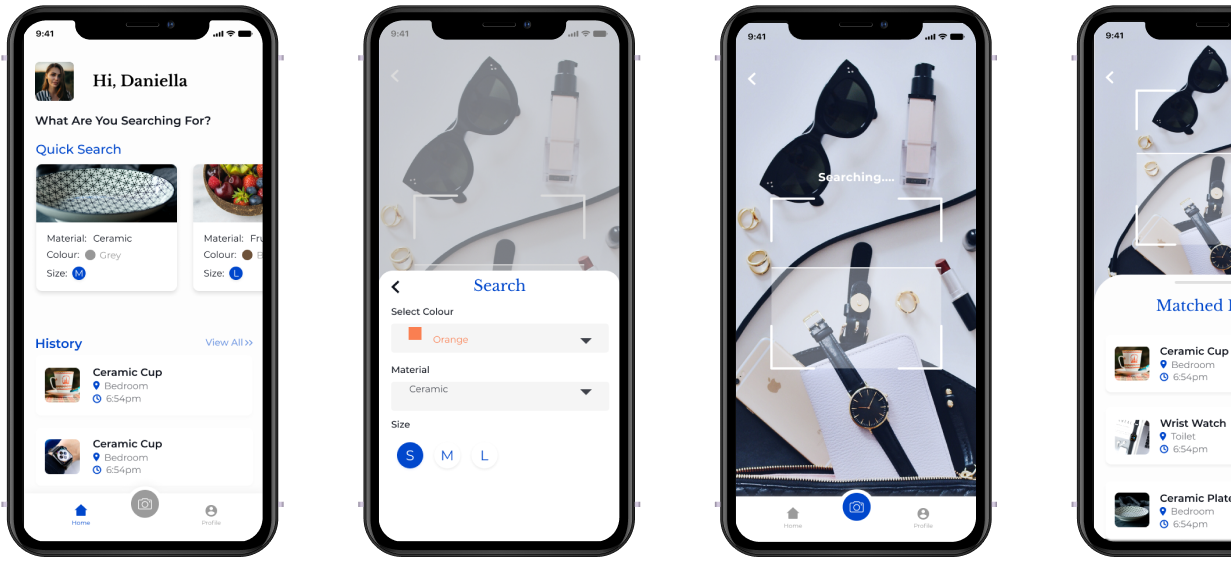 9:41
Hi, Daniella
What Are You Searching For?
Quick Search
Material: Ceramic
Colour: Grey
Size: M
Material: Fru
Colour: B
Size: L
History
View All >>
Ceramic Cup
Bedroom
6:54pm
Ceramic Cup
Bedroom
6:54pm
Home
Profile
9:41
Search
Select Colour
Orange
Material
Ceramic
Size
S M L
9:41
Searching....
Home
Profile
9:41
Matched
Ceramic Cup
Bedroom
6:54pm
Wrist Watch
Toilet
6:54pm
Ceramic Plate
Bedroom
6:54pm